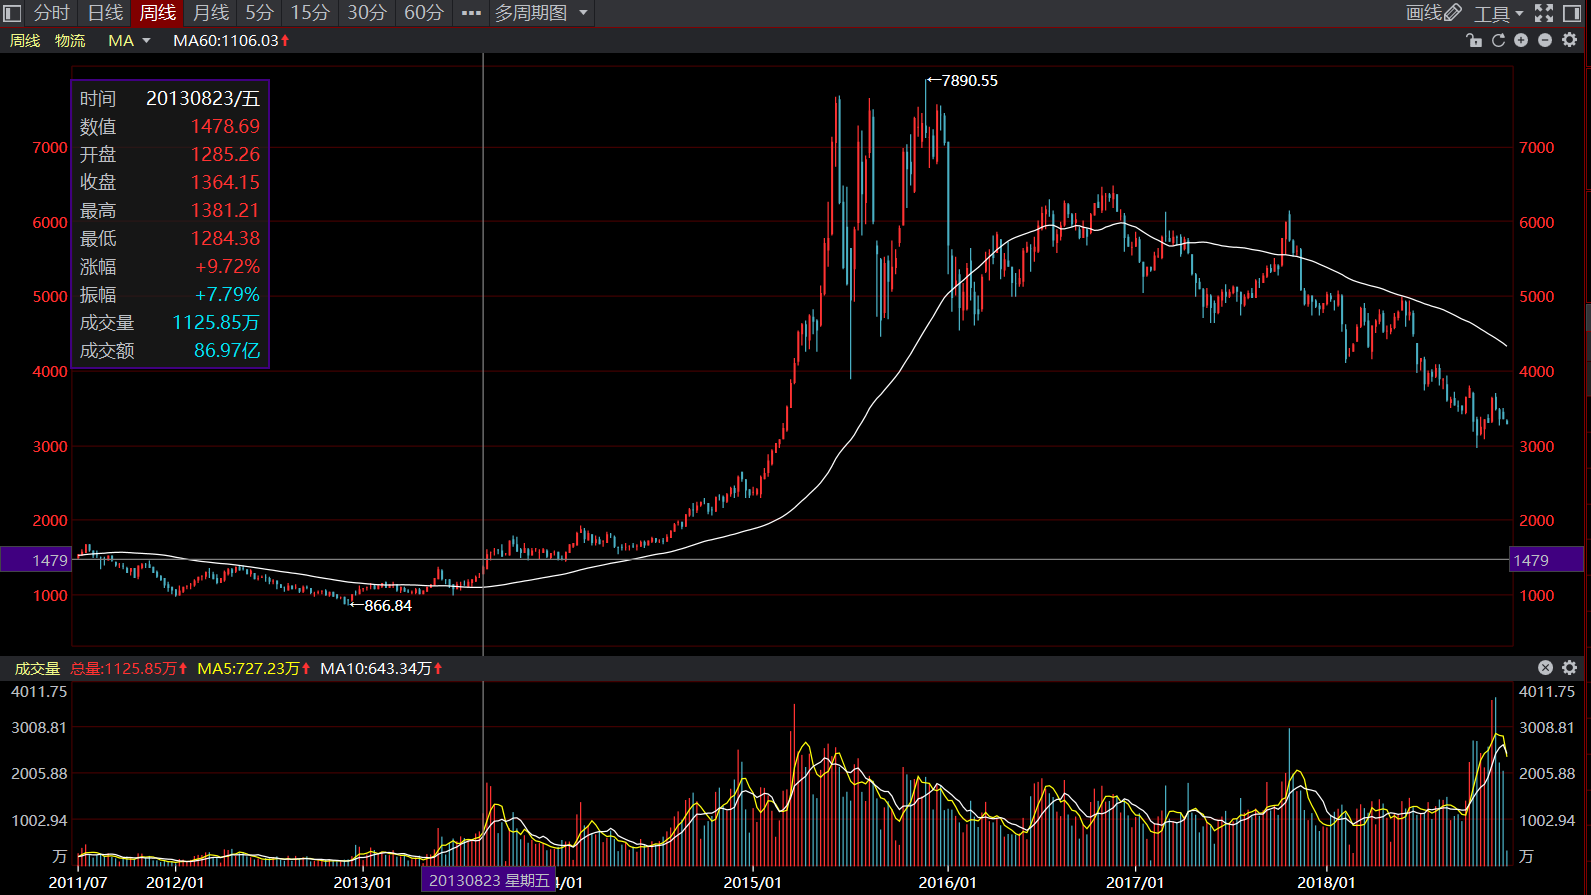 分时 日线 周线 月线 5分 15分 30分 60分 ••• 多周期图 画线 工具
周线 物流 MA MA60:1106.03↑
←7890.55
时间 20130823/五
数值 1478.69
开盘 1285.26
收盘 1364.15
最高 1381.21
最低 1284.38
涨幅 +9.72%
振幅 +7.79%
成交量 1125.85万
成交额 86.97亿
7000 7000
6000 6000
5000 5000
4000 4000
3000 3000
2000 2000
1479 1479
1000 1000
←866.84
成交量 总量:1125.85万↑ MA5:727.23万↑ MA10:643.34万↑
4011.75 4011.75
3008.81 3008.81
2005.88 2005.88
1002.94 1002.94
万 万
2011/07 2012/01 2013/01 20130823 星期五 4/01 2015/01 2016/01 2017/01 2018/01